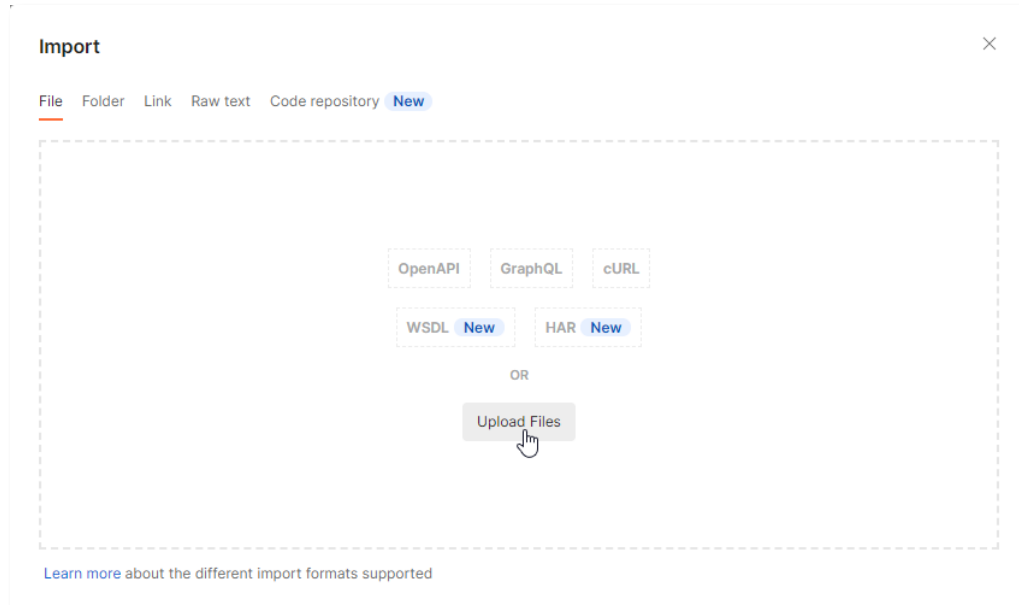 Import
File Folder Link Raw text Code repository New
OpenAPI GraphQL cURL
WSDL New HAR New
OR
Upload Files
Learn more about the different import formats supported